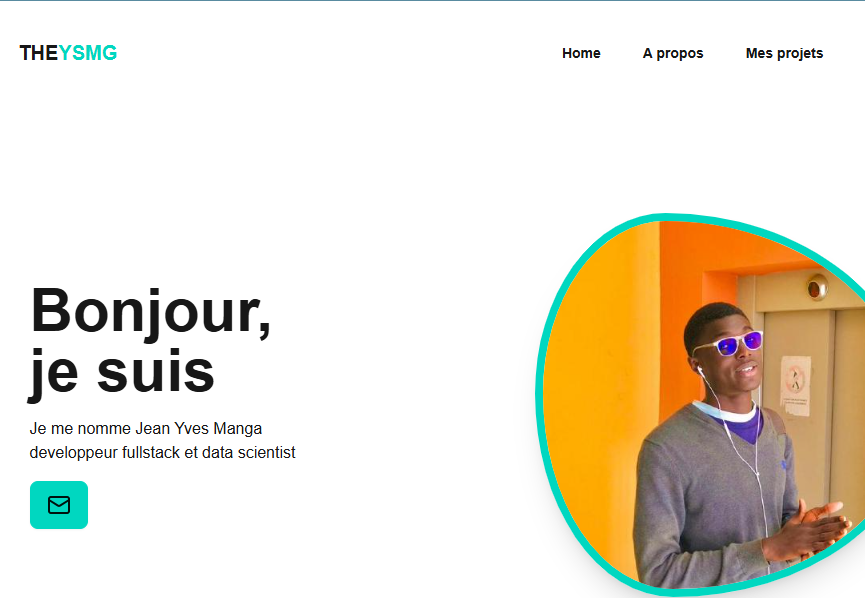 THEYSMG
Home
A propos
Mes projets
Bonjour,
je suis
Je me nomme Jean Yves Manga
developpeur fullstack et data scientist